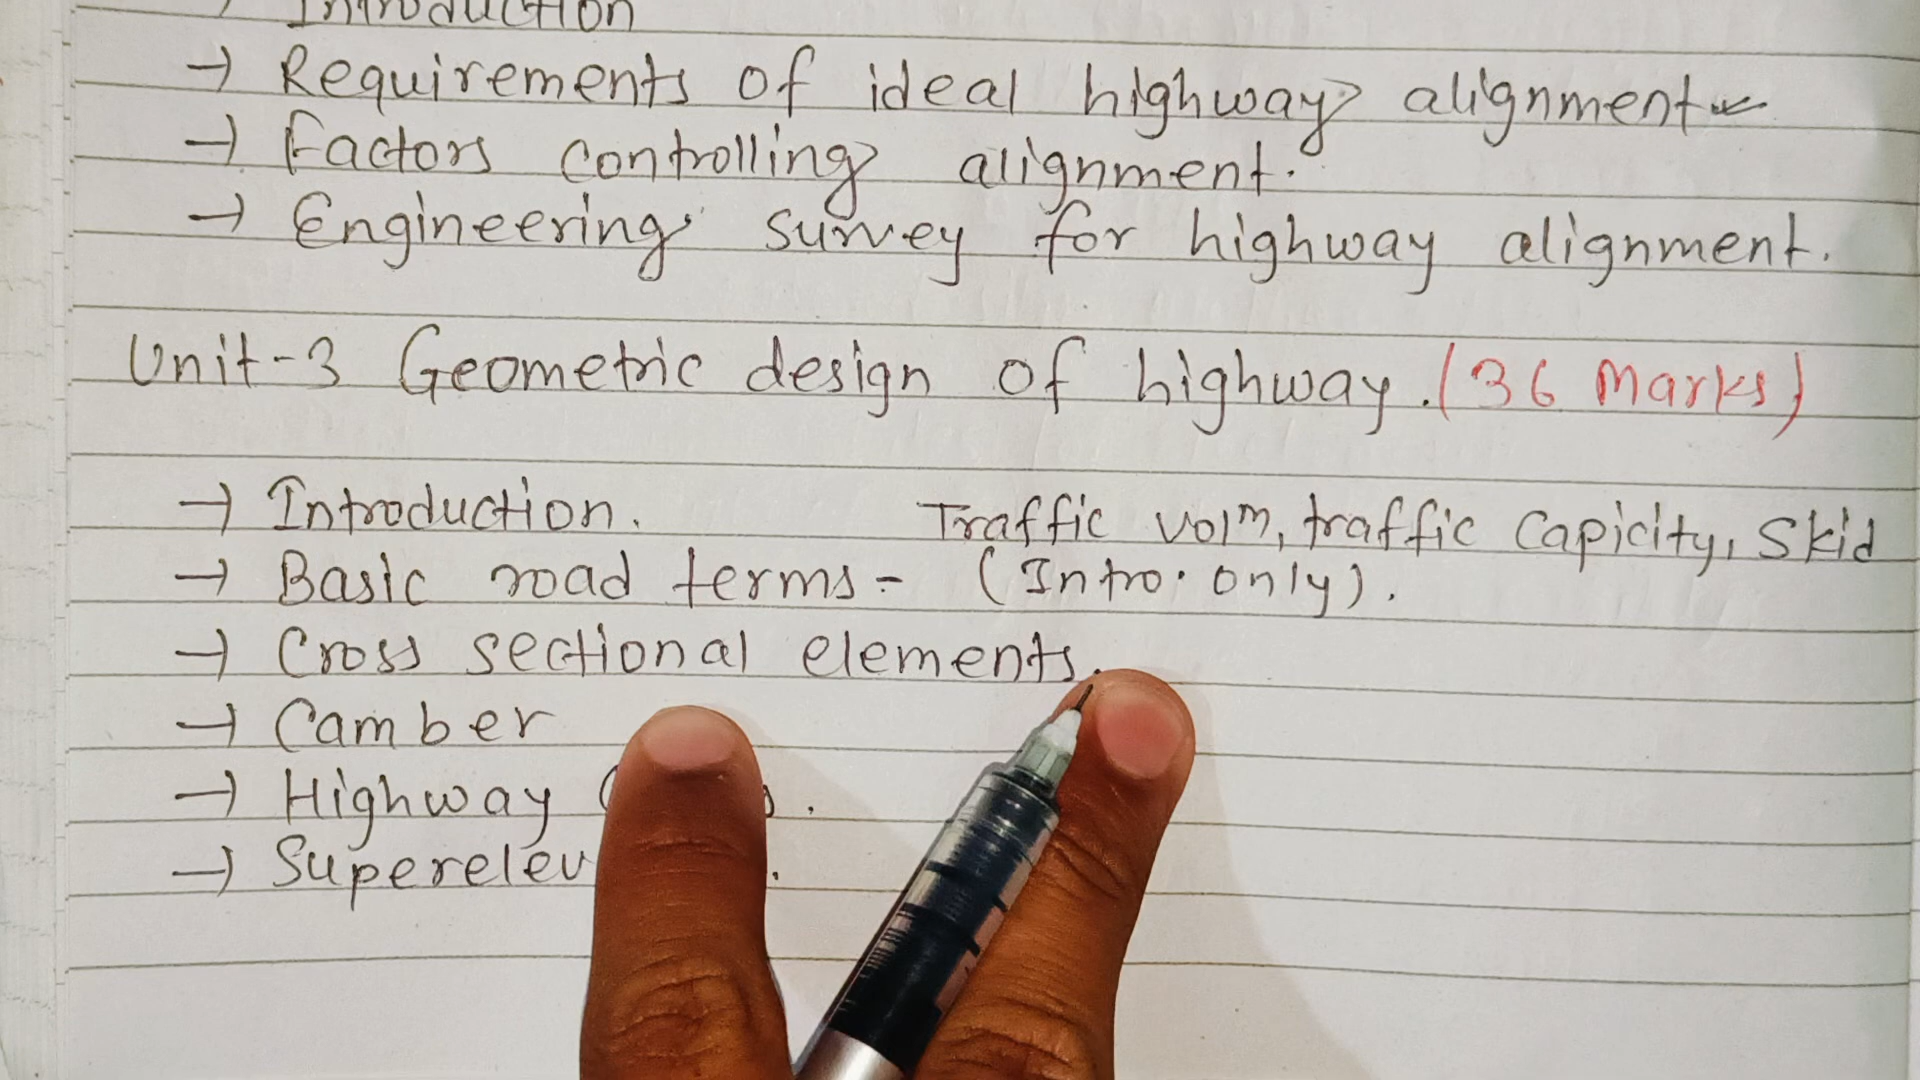 → Introduction
→ Requirements of ideal highway alignment
→ Factors controlling alignment.
→ Engineering survey for highway alignment.
Unit-3 Geometric design of highway. (36 Marks)
→ Introduction.
Traffic volm, traffic Capicity, Skid
→ Basic road terms - (Intro. only).
→ Cross sectional elements.
→ Camber
→ Highway